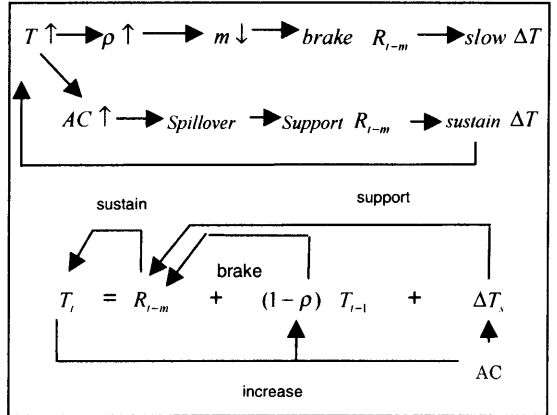 T ↑ → ρ ↑ → m ↓ → brake R_{t-m} → slow ΔT
AC ↑ → Spillover → Support R_{t-m} → sustain ΔT
sustain support
brake
T_t = R_{t-m} + (1-ρ) T_{t-1} + ΔT_s
AC
increase